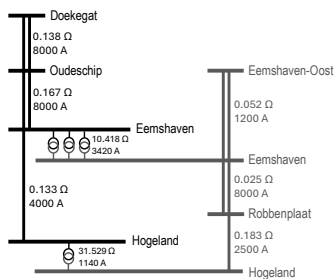 Doekegat
0.138 Ω
8000 A
Oudeschip
Eemshaven-Oost
0.167 Ω
8000 A
0.052 Ω
1200 A
Eemshaven
10.418 Ω
3420 A
Eemshaven
0.025 Ω
8000 A
0.133 Ω
4000 A
Robbenplaat
0.183 Ω
2500 A
Hogeland
31.529 Ω
1140 A
Hogeland